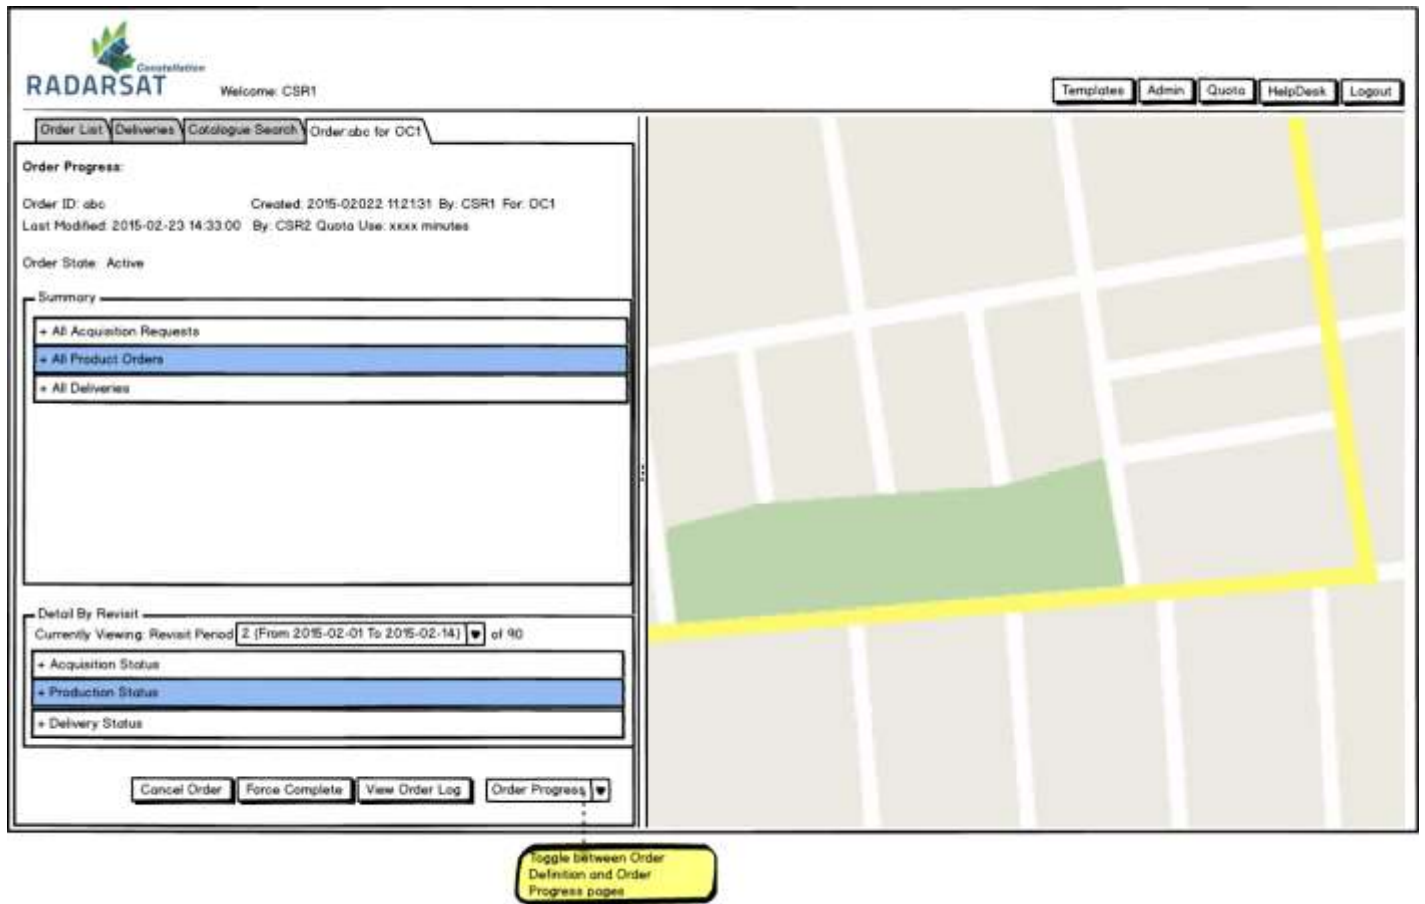 Constellation
RADARSAT
Welcome: CSR1
Templates Admin Quota HelpDesk Logout
Order List Deliveries Catalogue Search Order:abc for OC1
Order Progress:
Order ID: abc Created: 2015-02022 11:21:31 By: CSR1 For: OC1
Last Modified: 2015-02-23 14:33:00 By: CSR2 Quota Use: xxxx minutes
Order State: Active
Summary
+ All Acquisition Requests
+ All Product Orders
+ All Deliveries
Detail By Revisit
Currently Viewing: Revisit Period 2 (From 2015-02-01 To 2015-02-14) of 90
+ Acquisition Status
+ Production Status
+ Delivery Status
Cancel Order Force Complete View Order Log Order Progress
Toggle between Order
Definition and Order
Progress pages